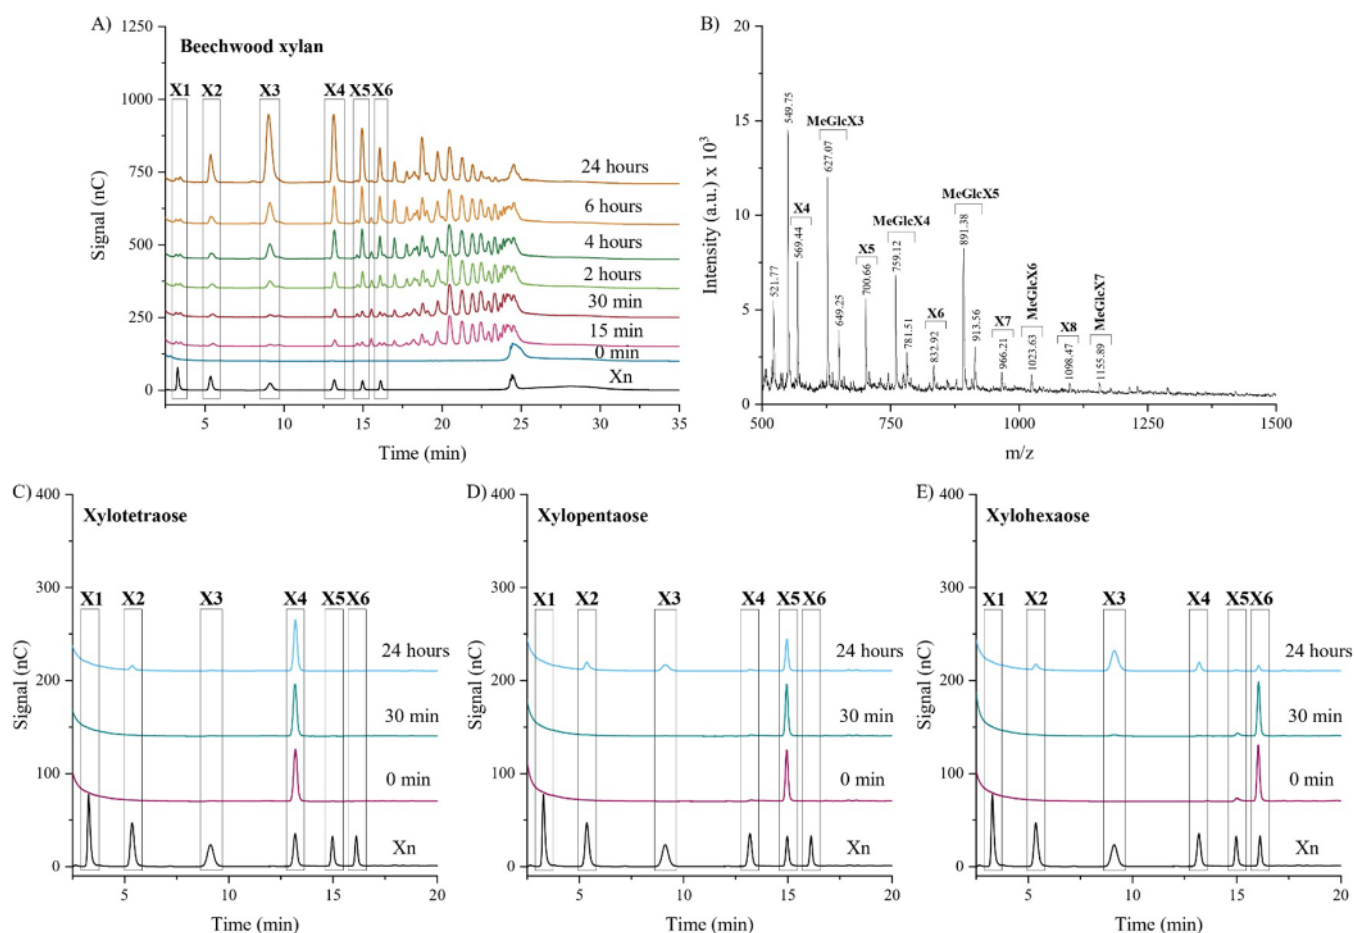 A)
Beechwood xylan
X1 X2 X3 X4 X5 X6
1250
1000
750
500
250
0
Signal (nC)
24 hours
6 hours
4 hours
2 hours
30 min
15 min
0 min
Xn
5 10 15 20 25 30 35
Time (min)
B)
20
15
10
5
0
Intensity (a.u.) x 10³
521.77
549.75
X4
569.44
MeGlcX3
627.07
649.25
X5
700.66
MeGlcX4
759.12
781.51
X6
832.92
MeGlcX5
891.38
913.56
X7
966.21
MeGlcX6
1023.63
X8
1098.47
MeGlcX7
1155.89
500 750 1000 1250 1500
m/z
C)
Xylotetraose
X1 X2 X3 X4 X5 X6
400
300
200
100
0
Signal (nC)
24 hours
30 min
0 min
Xn
5 10 15 20
Time (min)
D)
Xylopentaose
X1 X2 X3 X4 X5 X6
400
300
200
100
0
Signal (nC)
24 hours
30 min
0 min
Xn
5 10 15 20
Time (min)
E)
Xylohexaose
X1 X2 X3 X4 X5 X6
400
300
200
100
0
Signal (nC)
24 hours
30 min
0 min
Xn
5 10 15 20
Time (min)